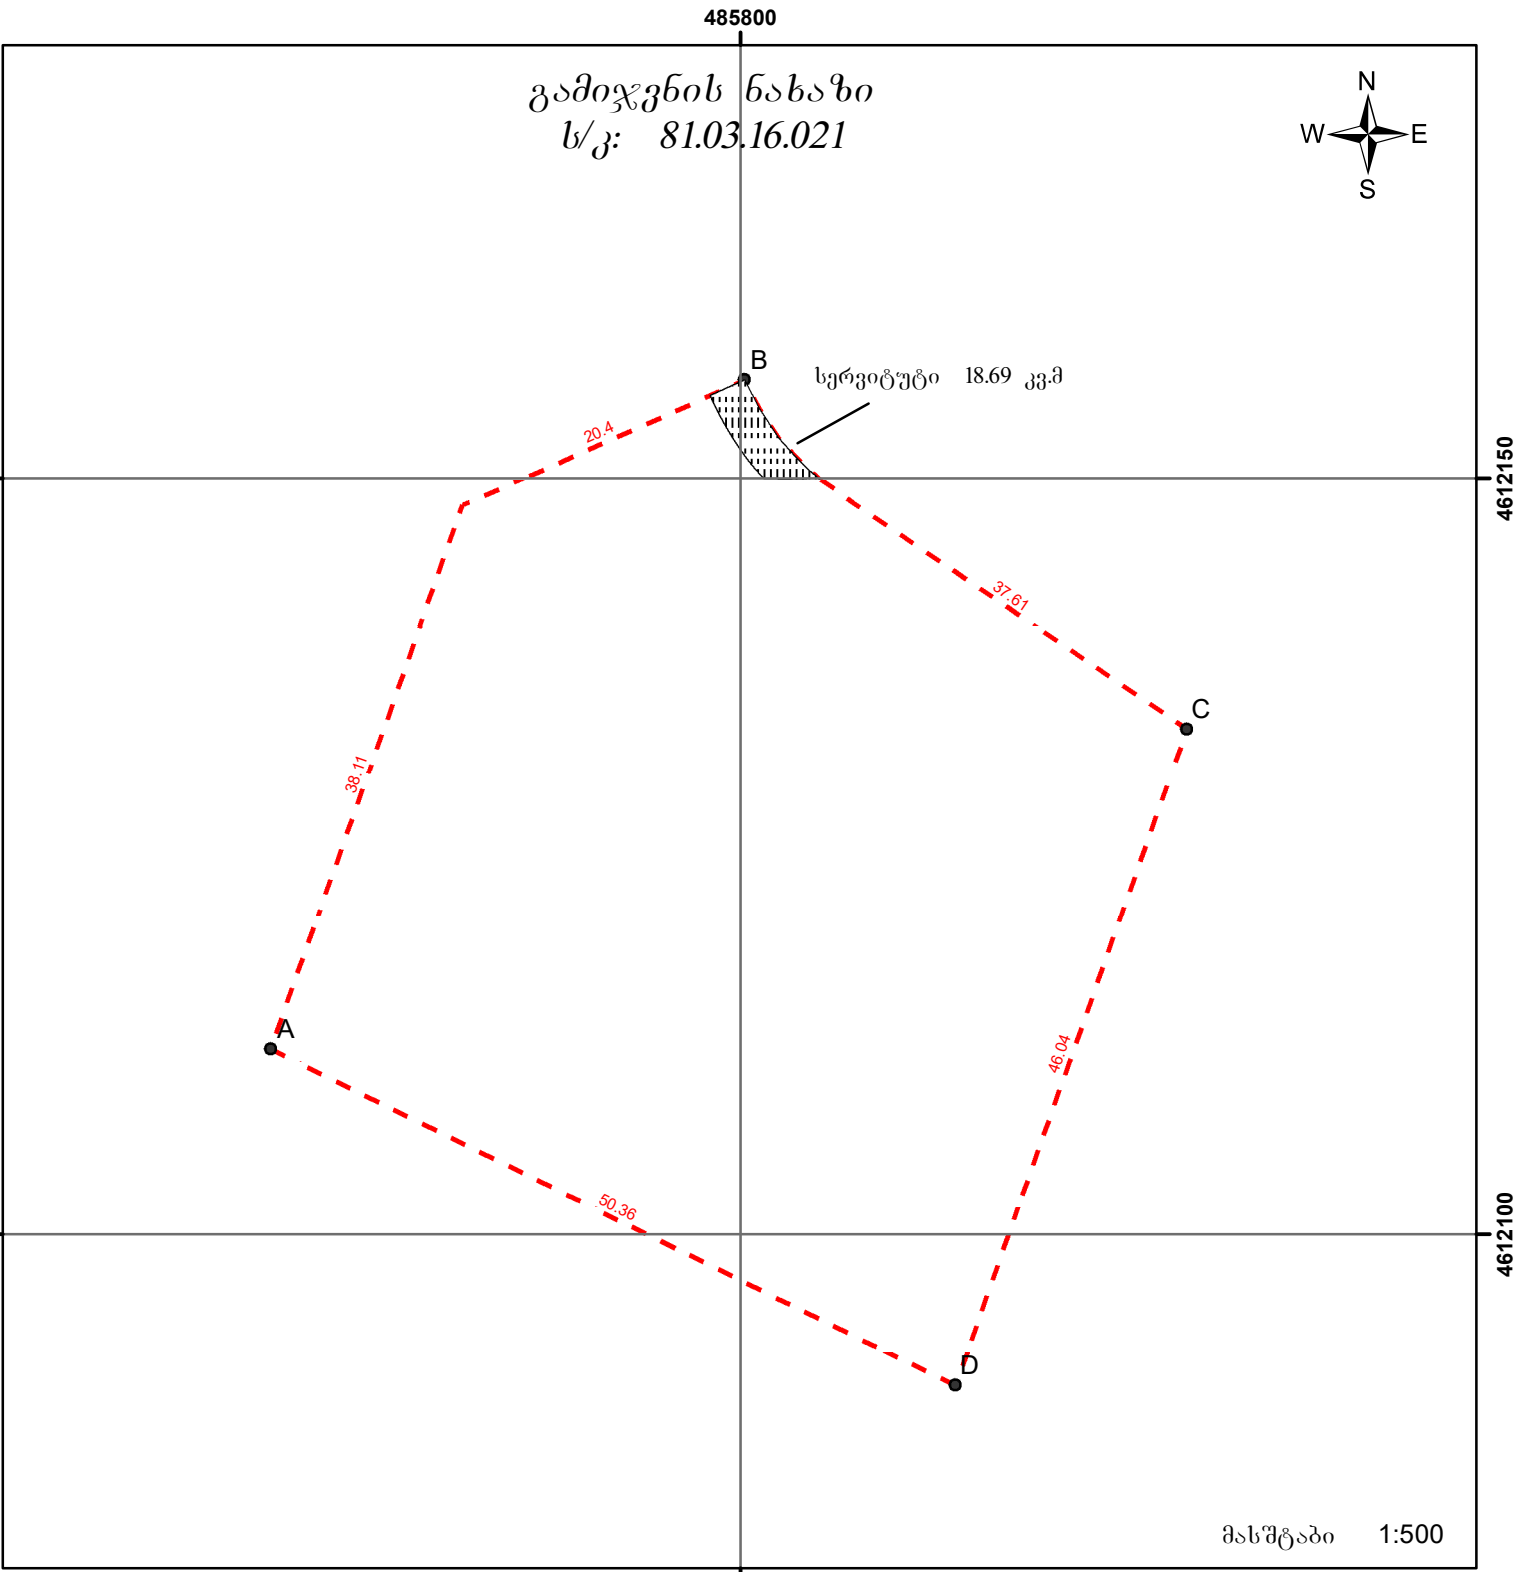 485800
გამიჯვნის ნახაზი
ს/კ: 81.03.16.021
N
W E
S
B
სერვიტუტი 18.69 კვ.მ
20.4
4612150
37.61
C
38.11
A
46.04
50.36
4612100
D
მასშტაბი 1:500